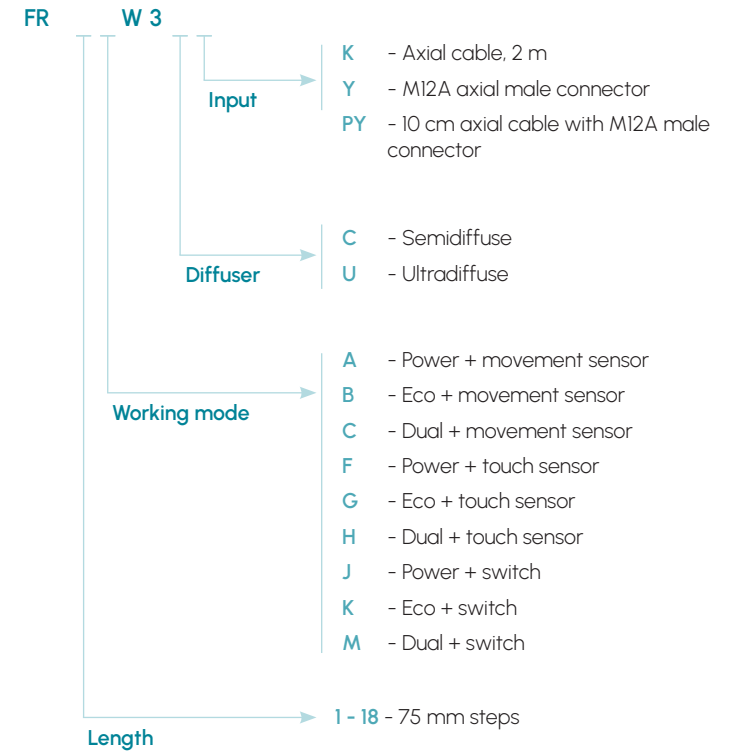 FR W 3
Input
K - Axial cable, 2 m
Y - M12A axial male connector
PY - 10 cm axial cable with M12A male
connector
Diffuser
C - Semidiffuse
U - Ultradiffuse
Working mode
A - Power + movement sensor
B - Eco + movement sensor
C - Dual + movement sensor
F - Power + touch sensor
G - Eco + touch sensor
H - Dual + touch sensor
J - Power + switch
K - Eco + switch
M - Dual + switch
Length
1 - 18 - 75 mm steps